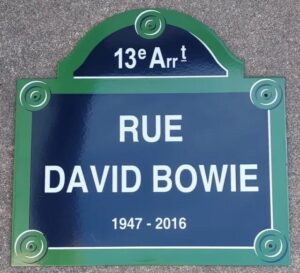 13e Arrt
RUE
DAVID BOWIE
1947 - 2016